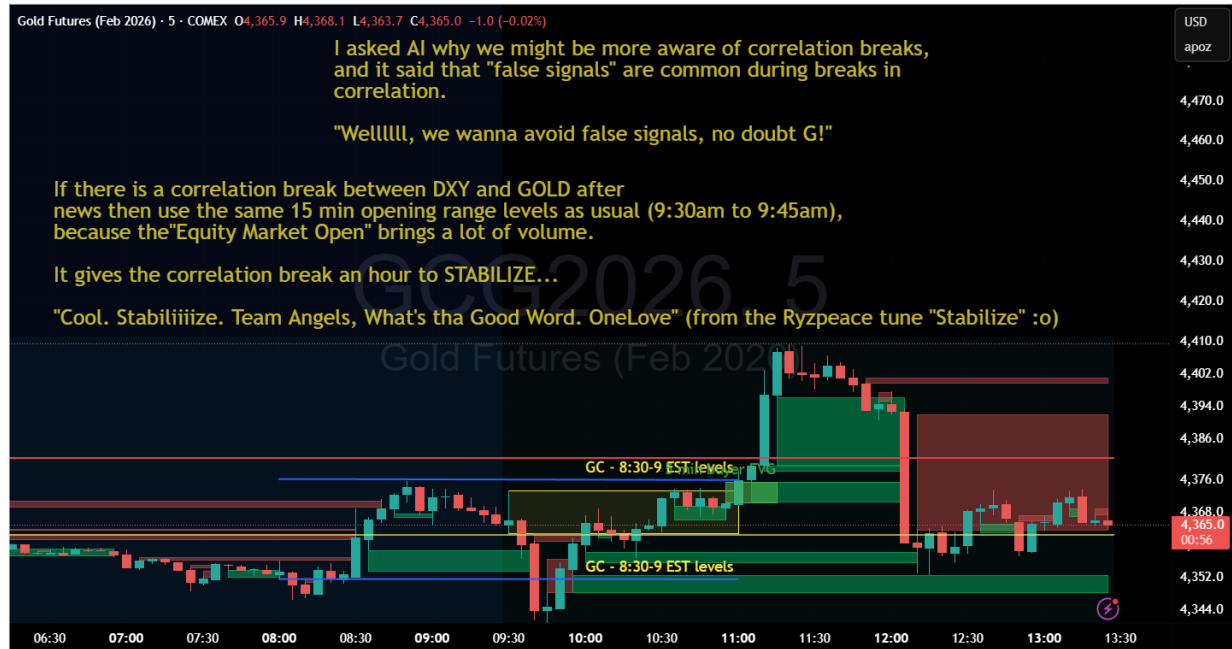 Gold Futures (Feb 2026) · 5 · COMEX O4,365.9 H4,368.1 L4,363.7 C4,365.0 −1.0 (−0.02%)
USD
apoz
I asked AI why we might be more aware of correlation breaks,
and it said that "false signals" are common during breaks in
correlation.
"Wellllll, we wanna avoid false signals, no doubt G!"
If there is a correlation break between DXY and GOLD after
news then use the same 15 min opening range levels as usual (9:30am to 9:45am),
because the"Equity Market Open" brings a lot of volume.
It gives the correlation break an hour to STABILIZE...
"Cool. Stabiliiiize. Team Angels, What's tha Good Word. OneLove" (from the Ryzpeace tune "Stabilize" :o)
GCG2026, 5
Gold Futures (Feb 2026)
GC - 8:30-9 EST levels
FVG
GC - 8:30-9 EST levels
4,470.0
4,460.0
4,450.0
4,440.0
4,430.0
4,420.0
4,410.0
4,402.0
4,394.0
4,386.0
4,376.0
4,368.0
4,365.0
00:56
4,352.0
4,344.0
06:30 07:00 07:30 08:00 08:30 09:00 09:30 10:00 10:30 11:00 11:30 12:00 12:30 13:00 13:30